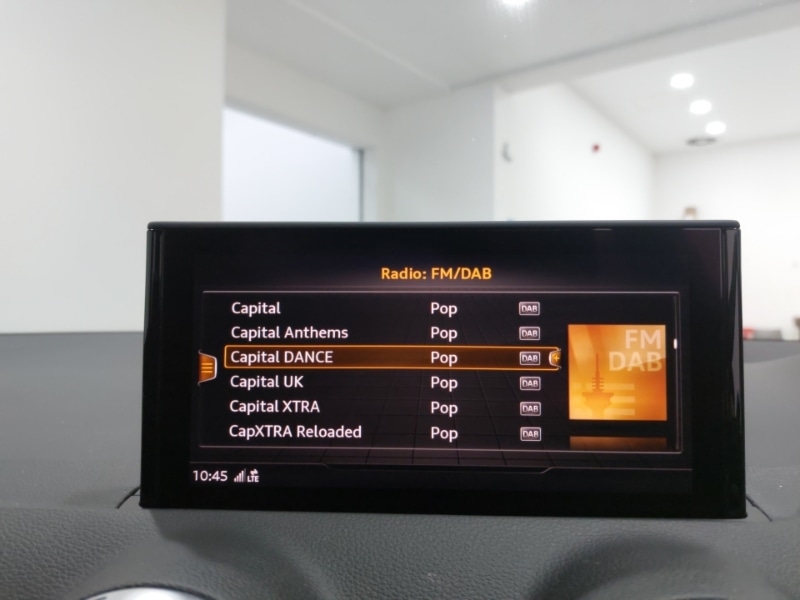 Radio: FM/DAB
Capital Pop DAB
Capital Anthems Pop DAB
Capital DANCE Pop DAB
Capital UK Pop DAB
Capital XTRA Pop DAB
CapXTRA Reloaded Pop DAB
FM
DAB
10:45 LTE